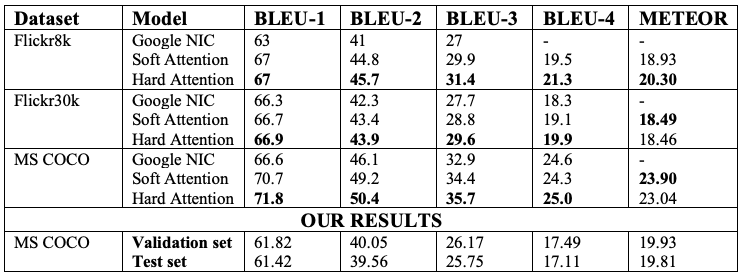 Dataset Model BLEU-1 BLEU-2 BLEU-3 BLEU-4 METEOR
Flickr8k Google NIC 63 41 27 - -
Soft Attention 67 44.8 29.9 19.5 18.93
Hard Attention 67 45.7 31.4 21.3 20.30
Flickr30k Google NIC 66.3 42.3 27.7 18.3 -
Soft Attention 66.7 43.4 28.8 19.1 18.49
Hard Attention 66.9 43.9 29.6 19.9 18.46
MS COCO Google NIC 66.6 46.1 32.9 24.6 -
Soft Attention 70.7 49.2 34.4 24.3 23.90
Hard Attention 71.8 50.4 35.7 25.0 23.04
OUR RESULTS
MS COCO Validation set 61.82 40.05 26.17 17.49 19.93
Test set 61.42 39.56 25.75 17.11 19.81